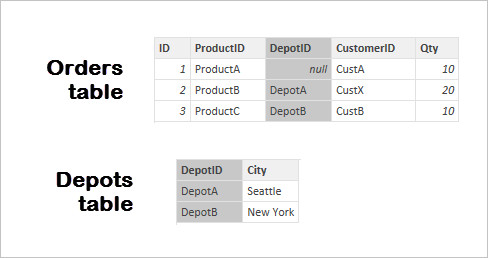 Orders
table
ID ProductID DepotID CustomerID Qty
1 ProductA null CustA 10
2 ProductB DepotA CustX 20
3 ProductC DepotB CustB 10
Depots
table
DepotID City
DepotA Seattle
DepotB New York